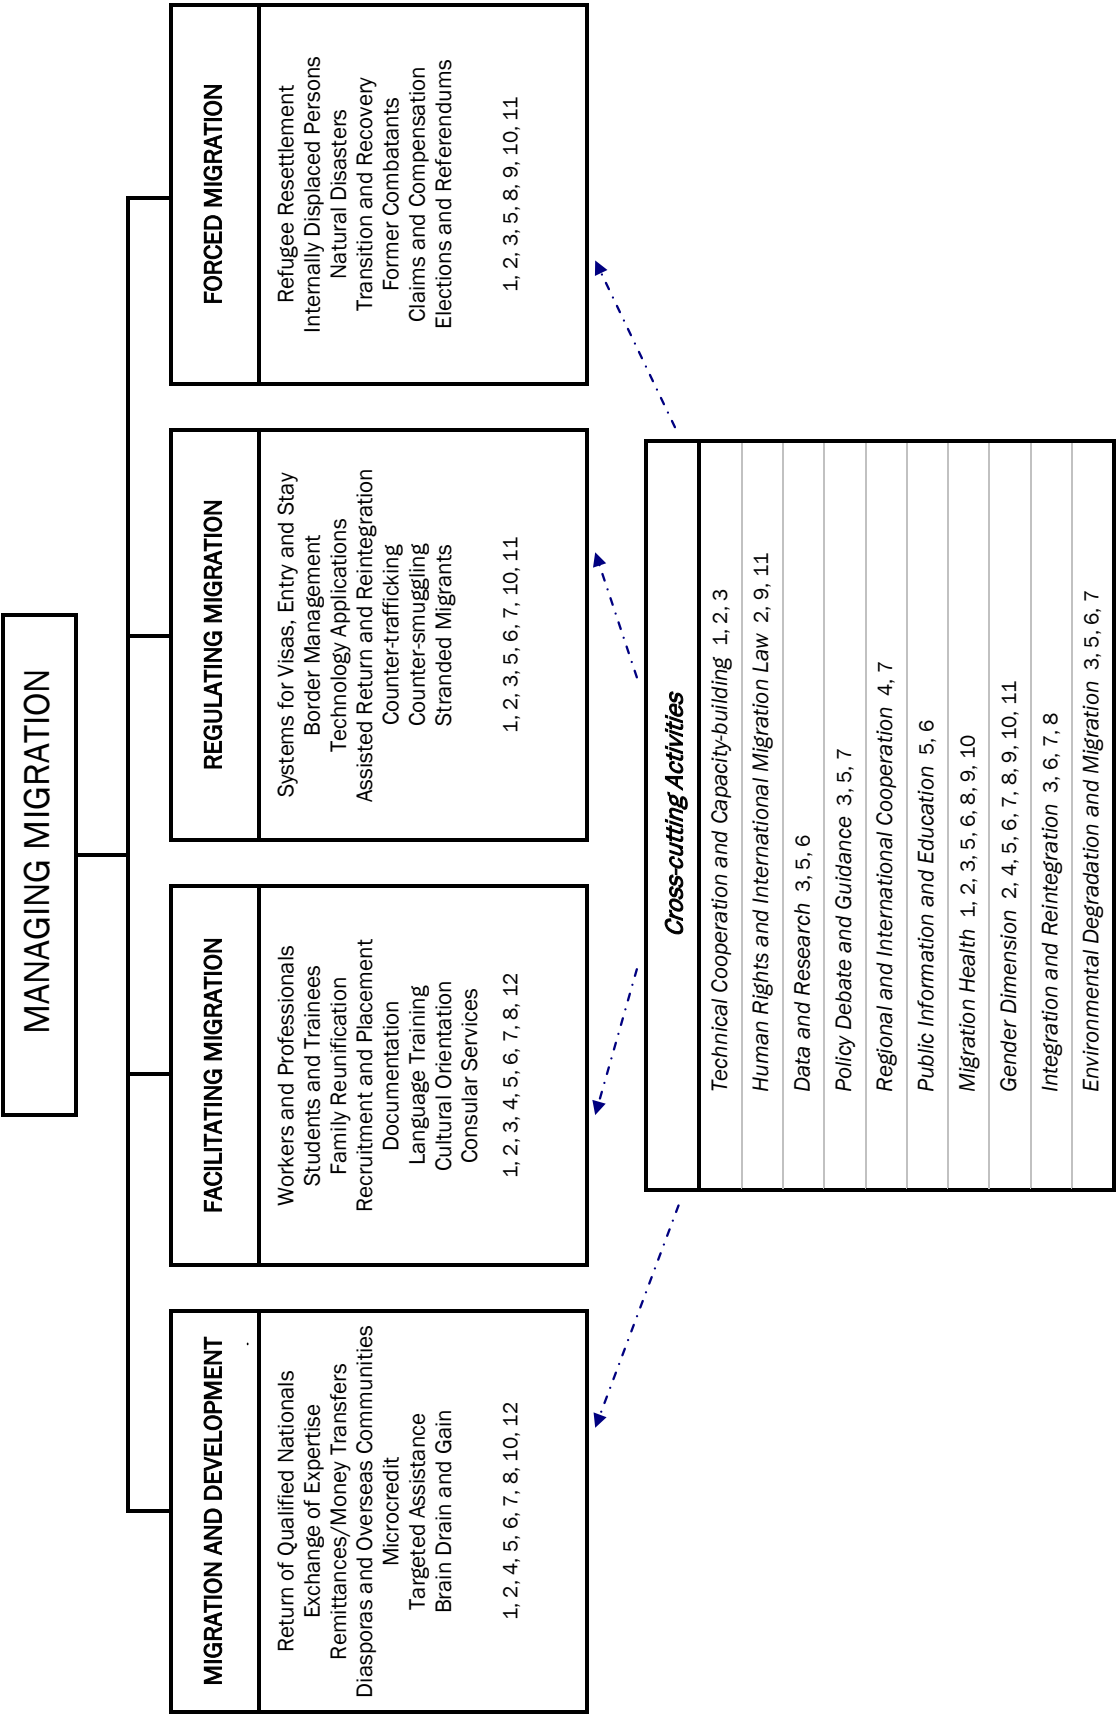 MANAGING MIGRATION
MIGRATION AND DEVELOPMENT
Return of Qualified Nationals
Exchange of Expertise
Remittances/Money Transfers
Diasporas and Overseas Communities
Microcredit
Targeted Assistance
Brain Drain and Gain
1, 2, 4, 5, 6, 7, 8, 10, 12
FACILITATING MIGRATION
Workers and Professionals
Students and Trainees
Family Reunification
Recruitment and Placement
Documentation
Language Training
Cultural Orientation
Consular Services
1, 2, 3, 4, 5, 6, 7, 8, 12
REGULATING MIGRATION
Systems for Visas, Entry and Stay
Border Management
Technology Applications
Assisted Return and Reintegration
Counter-trafficking
Counter-smuggling
Stranded Migrants
1, 2, 3, 5, 6, 7, 10, 11
FORCED MIGRATION
Refugee Resettlement
Internally Displaced Persons
Natural Disasters
Transition and Recovery
Former Combatants
Claims and Compensation
Elections and Referendums
1, 2, 3, 5, 8, 9, 10, 11
Cross-cutting Activities
Technical Cooperation and Capacity-building 1, 2, 3
Human Rights and International Migration Law 2, 9, 11
Data and Research 3, 5, 6
Policy Debate and Guidance 3, 5, 7
Regional and International Cooperation 4, 7
Public Information and Education 5, 6
Migration Health 1, 2, 3, 5, 6, 8, 9, 10
Gender Dimension 2, 4, 5, 6, 7, 8, 9, 10, 11
Integration and Reintegration 3, 6, 7, 8
Environmental Degradation and Migration 3, 5, 6, 7